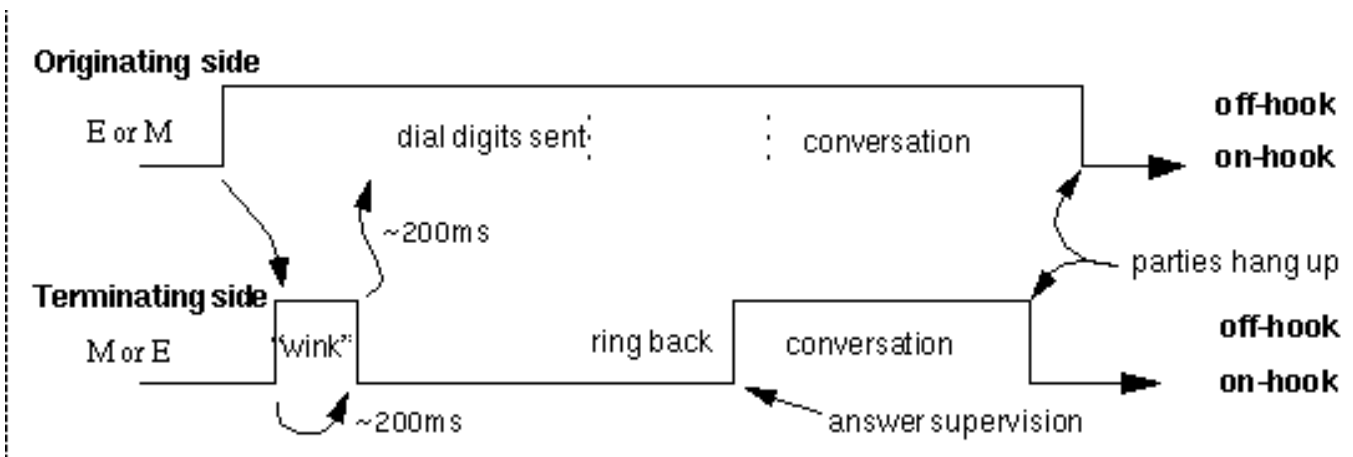 Originating side
off-hook
E or M
dial digits sent
conversation
on-hook
~200ms
parties hang up
Terminating side
off-hook
M or E
"wink"
ring back
conversation
on-hook
~200ms
answer supervision